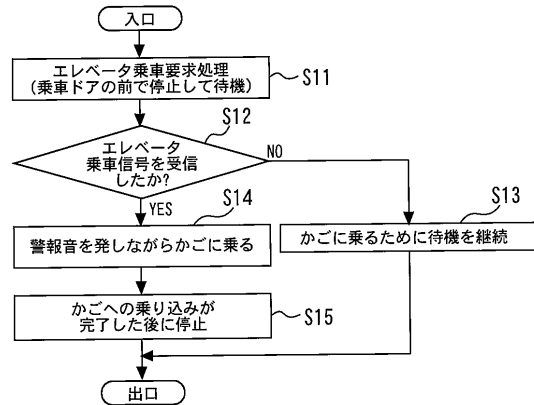 入口
エレベータ乗車要求処理
(乗車ドアの前で停止して待機)
S11
エレベータ
乗車信号を受信
したか?
S12
NO
YES
S13
かごに乗るために待機を継続
S14
警報音を発しながらかごに乗る
かごへの乗り込みが
完了した後に停止
S15
出口